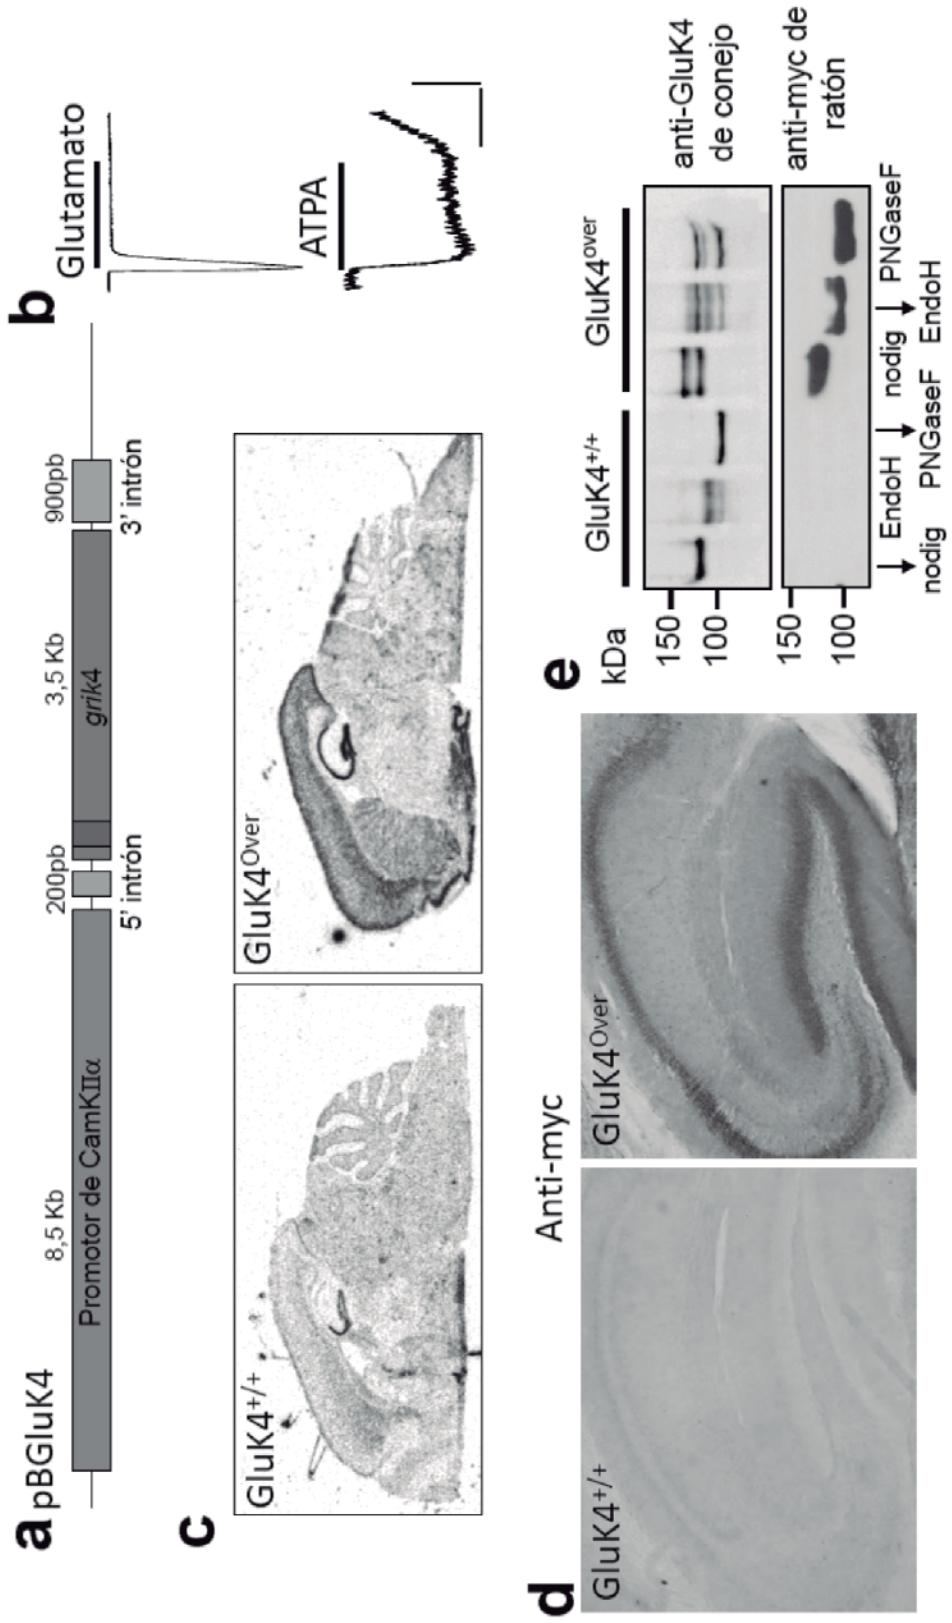 a
pBGluK4
8,5 Kb
200pb
3,5 Kb
900pb
Promotor de CamKIIα
grik4
5' intrón
3' intrón
b
Glutamato
ATPA
c
GluK4+/+
GluK4Over
d
Anti-myc
GluK4+/+
GluK4Over
e
kDa
GluK4+/+
GluK4over
150
100
anti-GluK4
de conejo
150
100
anti-myc de
ratón
nodig
EndoH
PNGaseF
nodig
EndoH
PNGaseF